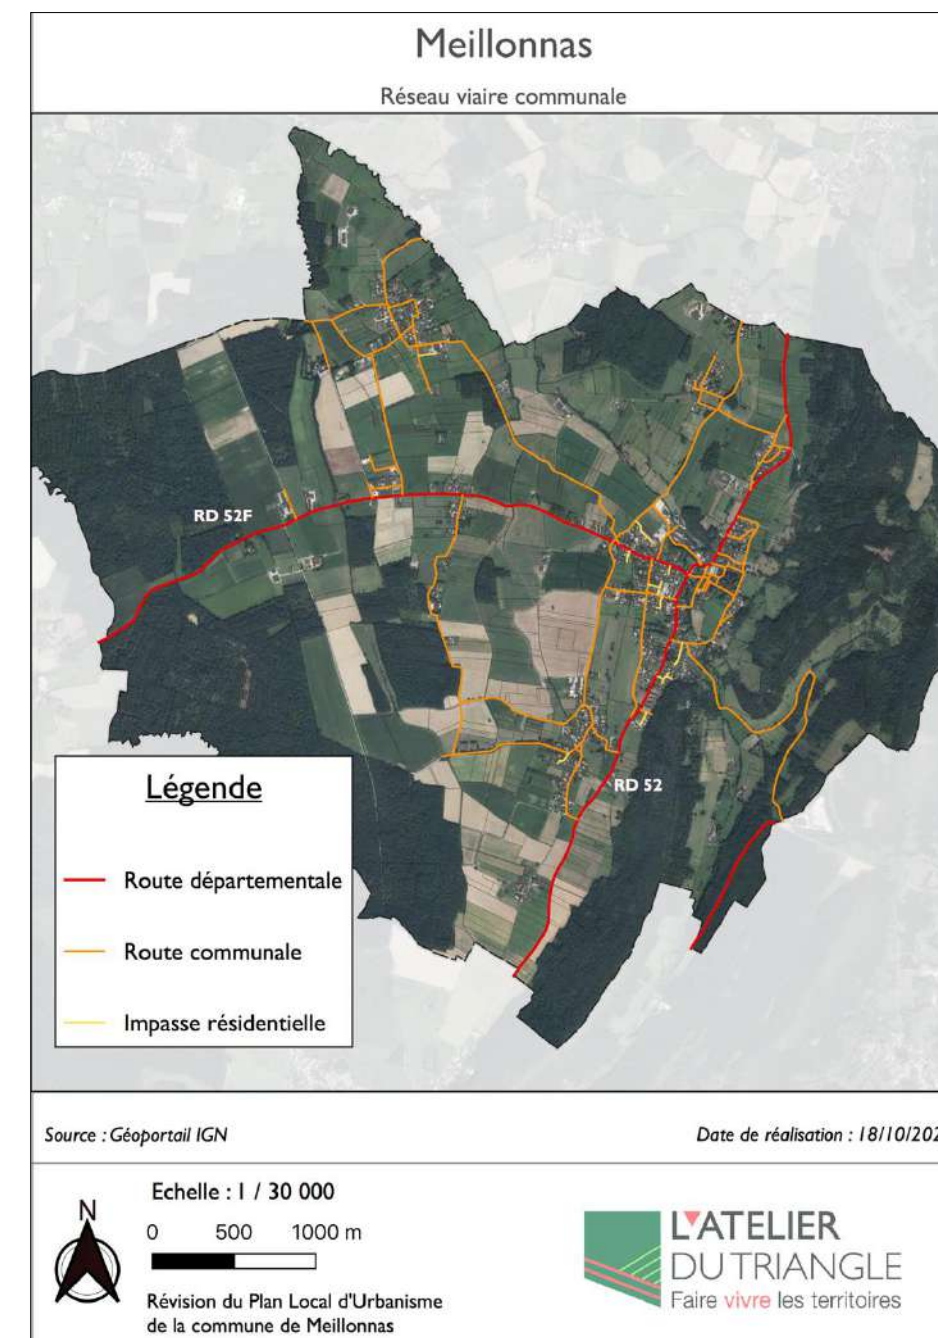 Meillonnas
Réseau viaire communale
RD 52F
RD 52
Légende
Route départementale
Route communale
Impasse résidentielle
Source : Géoportail IGN
Date de réalisation : 18/10/202
N
Echelle : 1 / 30 000
0 500 1000 m
Révision du Plan Local d'Urbanisme
de la commune de Meillonnas
L'ATELIER
DU TRIANGLE
Faire vivre les territoires